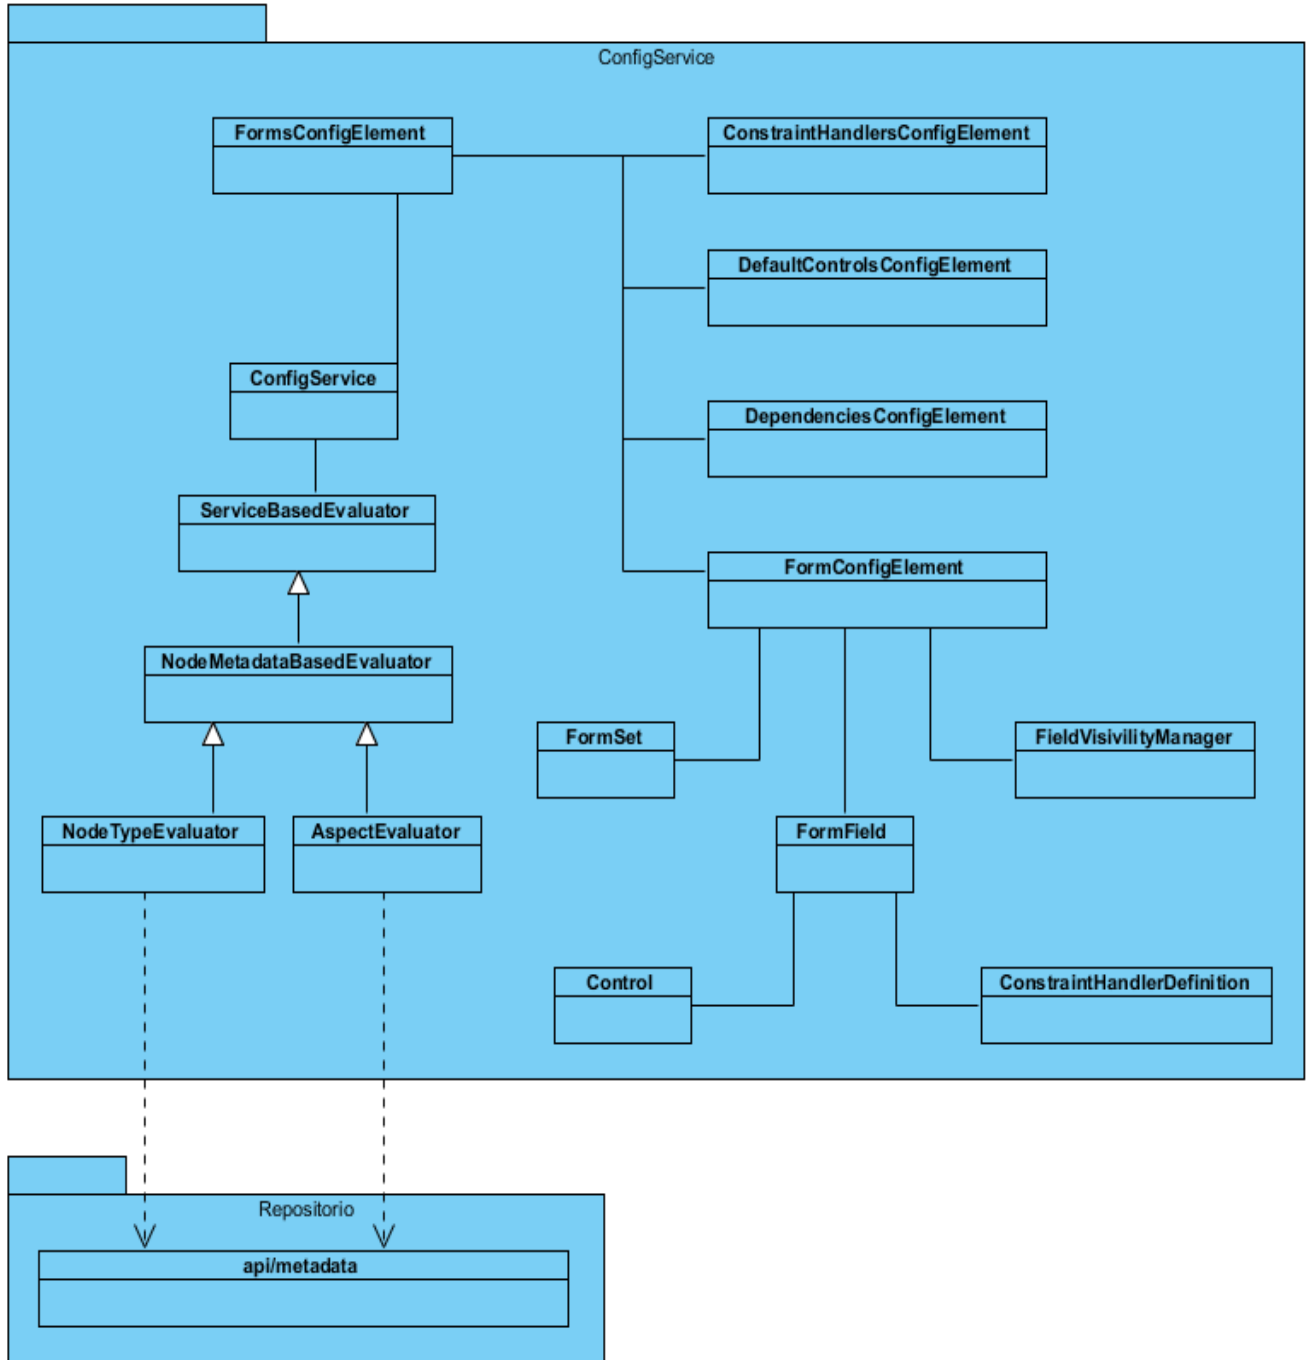 ConfigService
FormsConfigElement
ConstraintHandlersConfigElement
DefaultControlsConfigElement
ConfigService
DependenciesConfigElement
ServiceBasedEvaluator
FormConfigElement
NodeMetadataBasedEvaluator
FormSet
FieldVisivilityManager
NodeTypeEvaluator
AspectEvaluator
FormField
Control
ConstraintHandlerDefinition
Repositorio
api/metadata